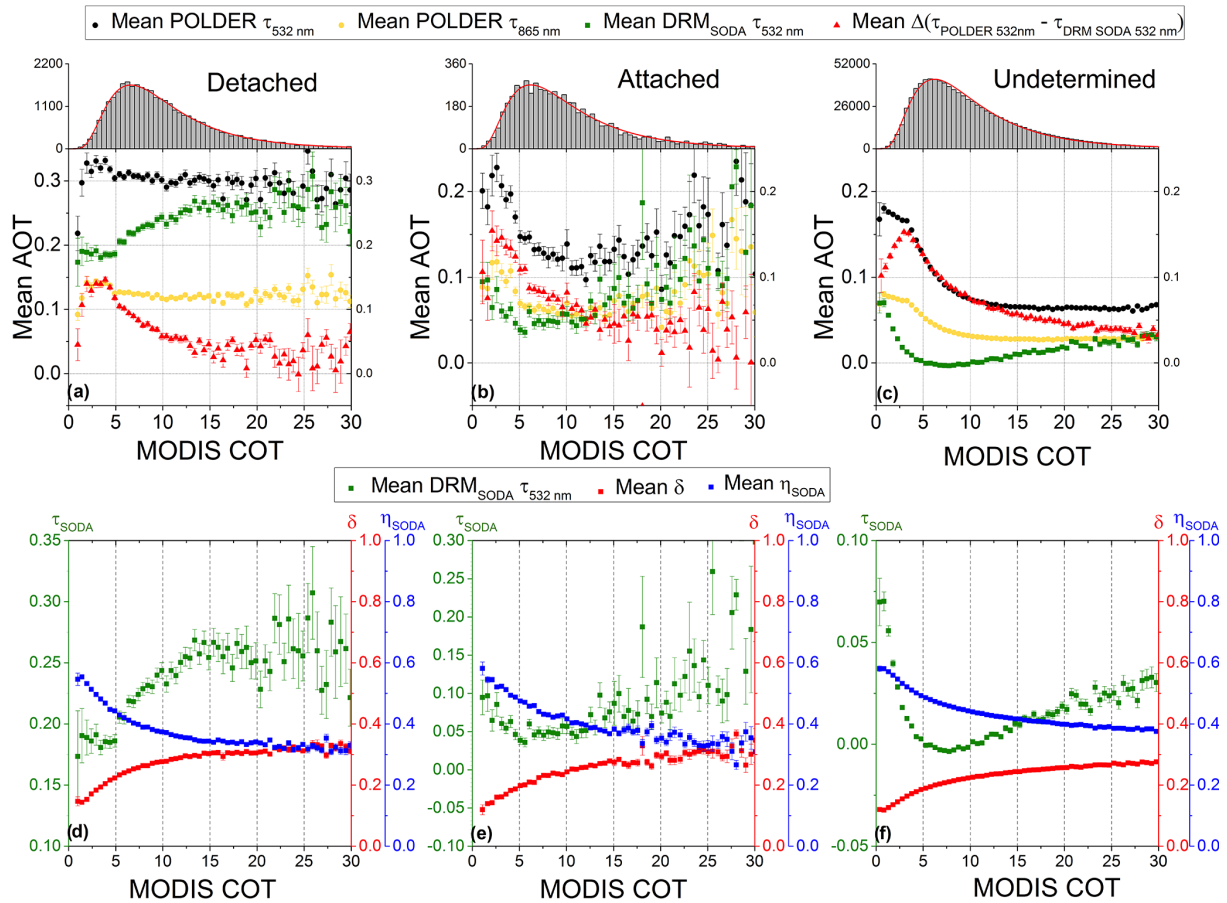 Mean POLDER τ532 nm Mean POLDER τ865 nm Mean DRMSODA τ532 nm Mean Δ(τPOLDER 532nm - τDRM SODA 532 nm)
2200 360 52000
Detached Attached Undetermined
1100 180 26000
0 0 0
0.3 0.3 0.2 0.2 0.2 0.2
0.2 0.2 0.1 0.1 0.1 0.1
0.1 0.1 0.0 0.0 0.0 0.0
0.0 0.0
Mean AOT Mean AOT Mean AOT
(a) (b) (c)
0 5 10 15 20 25 30 0 5 10 15 20 25 30 0 5 10 15 20 25 30
MODIS COT MODIS COT MODIS COT
Mean DRMSODA τ532 nm Mean δ Mean ηSODA
τSODA δ ηSODA τSODA δ ηSODA τSODA δ ηSODA
0.35 1.0 1.0 0.30 1.0 1.0 0.10 1.0 1.0
0.30 0.8 0.8 0.25 0.8 0.8 0.05 0.8 0.8
0.25 0.6 0.6 0.20 0.6 0.6 0.00 0.6 0.6
0.20 0.4 0.4 0.15 0.4 0.4 -0.05 0.4 0.4
0.15 0.2 0.2 0.10 0.2 0.2 0.2 0.2
0.10 0.0 0.0 0.05 0.0 0.0 0.0 0.0
0.00
-0.05
-0.10
(d) (e) (f)
0 5 10 15 20 25 30 0 5 10 15 20 25 30 0 5 10 15 20 25 30
MODIS COT MODIS COT MODIS COT